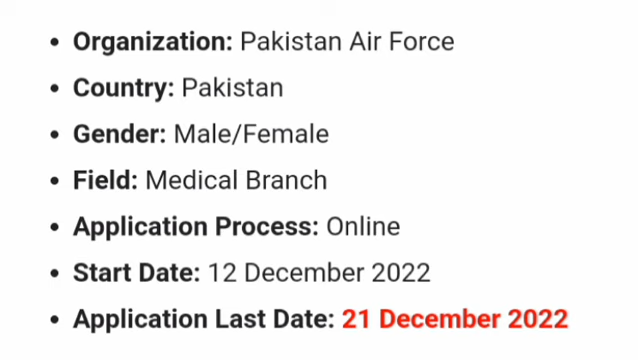 • Organization: Pakistan Air Force
• Country: Pakistan
• Gender: Male/Female
• Field: Medical Branch
• Application Process: Online
• Start Date: 12 December 2022
• Application Last Date: 21 December 2022